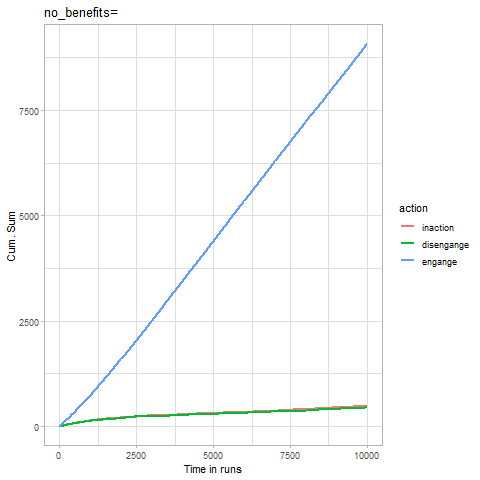 no_benefits=
Cum. Sum
7500
5000
2500
0
0
2500
5000
7500
10000
Time in runs
action
inaction
disengange
engange